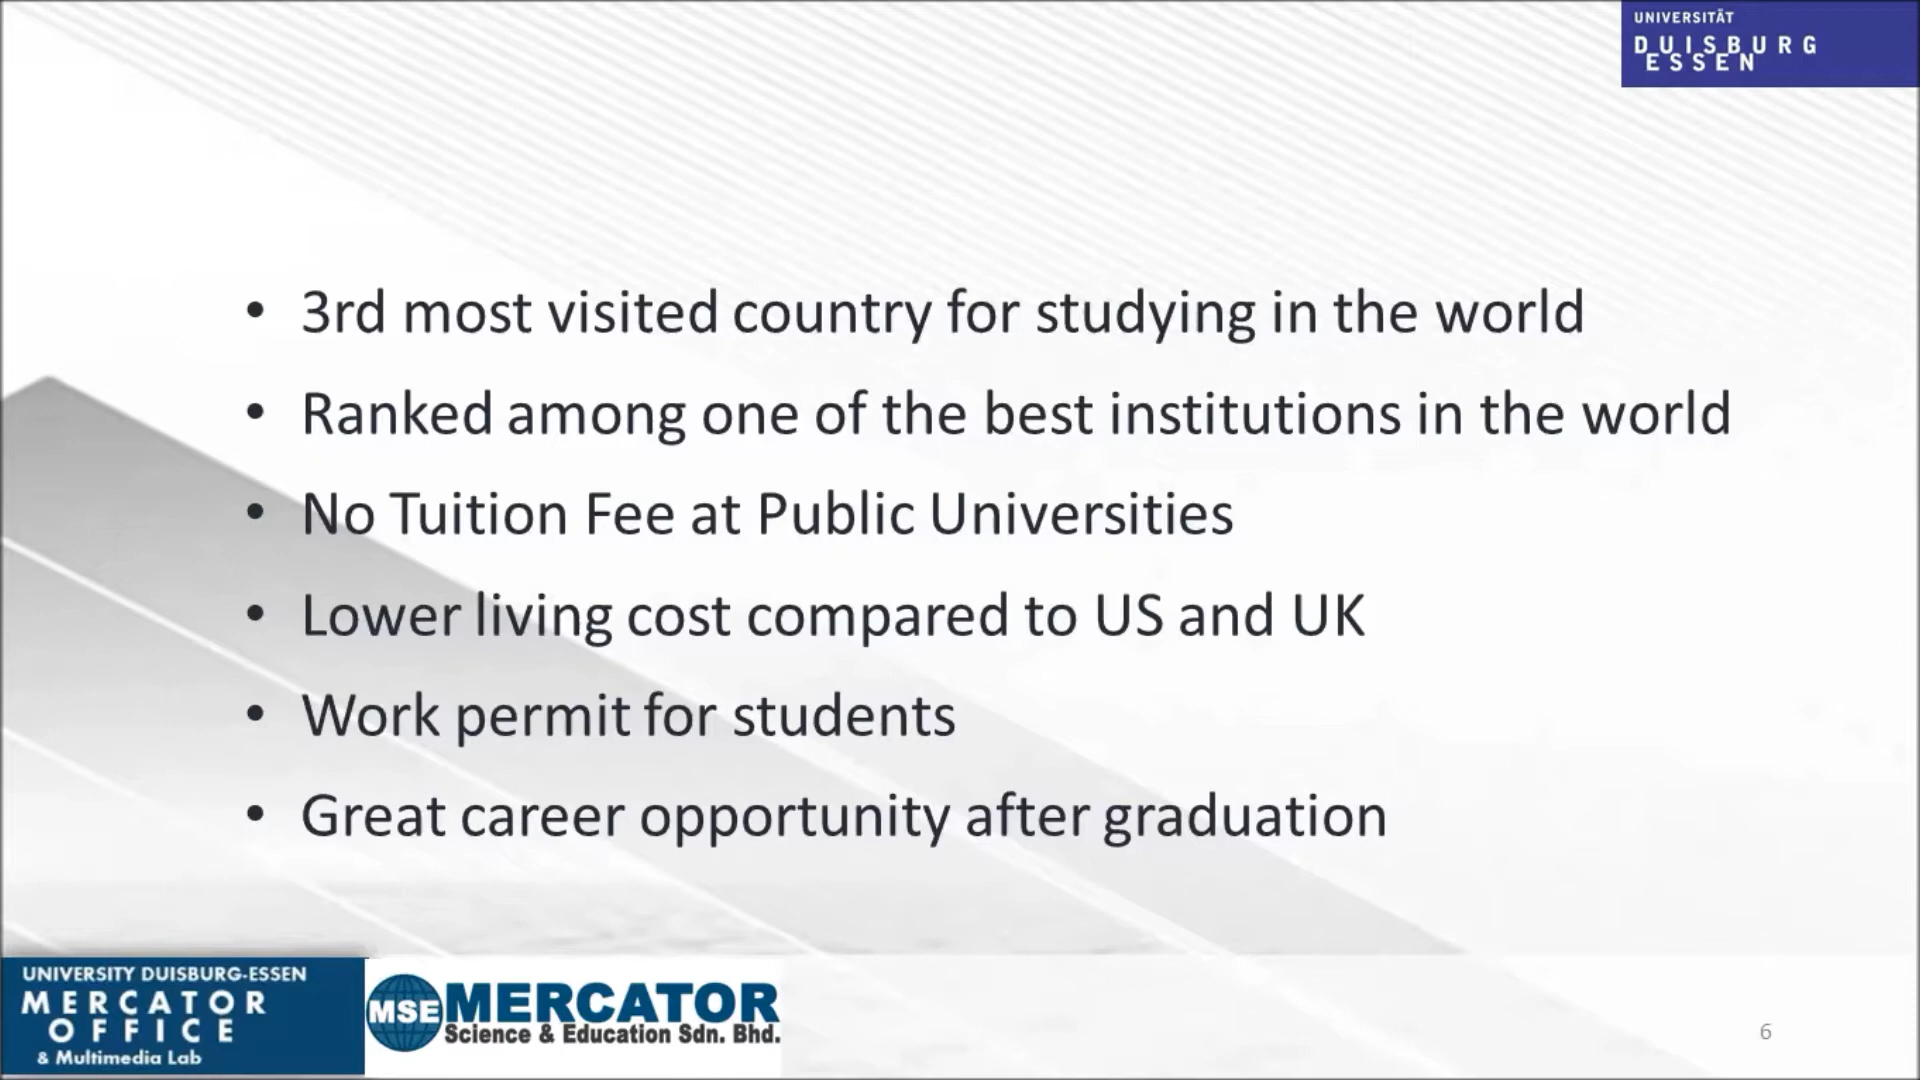 UNIVERSITÄT
DUISBURG
ESSEN
• 3rd most visited country for studying in the world
• Ranked among one of the best institutions in the world
• No Tuition Fee at Public Universities
• Lower living cost compared to US and UK
• Work permit for students
• Great career opportunity after graduation
UNIVERSITY DUISBURG-ESSEN
MERCATOR
OFFICE
& Multimedia Lab
MSE MERCATOR
Science & Education Sdn. Bhd.
6